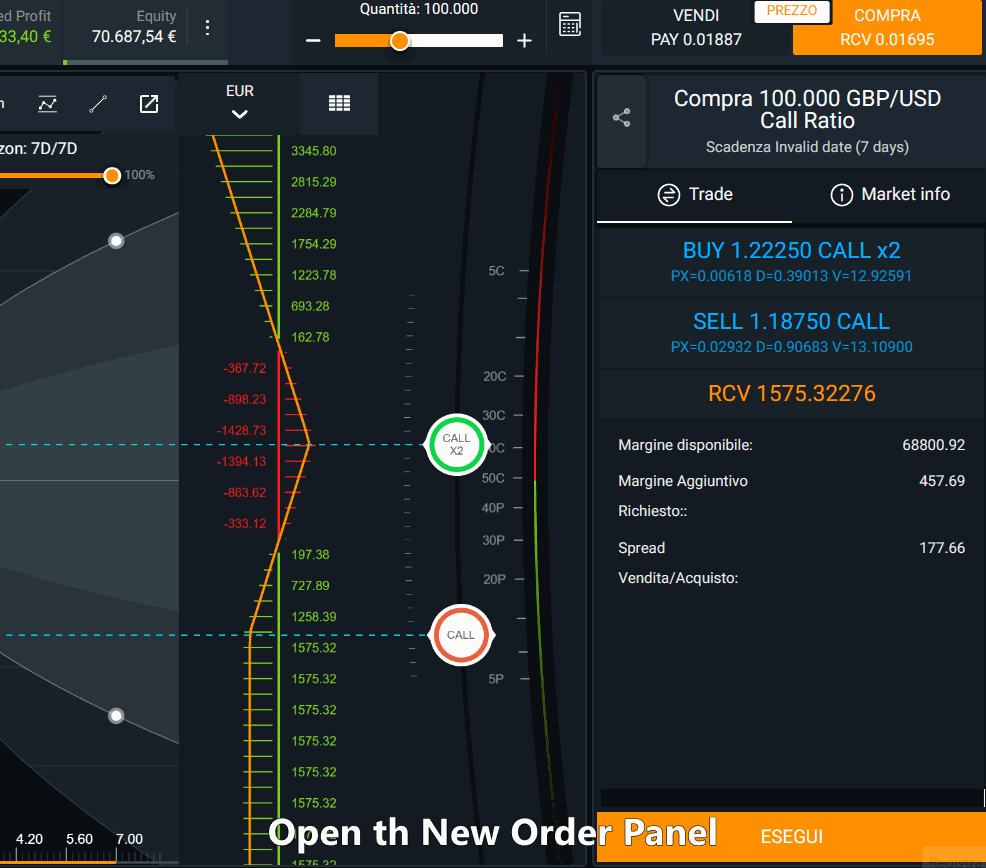 ed Profit
33,40 €
Equity
70.687,54 €
Quantità: 100.000
VENDI
PAY 0.01887
PREZZO
COMPRA
RCV 0.01695
EUR
zon: 7D/7D
100%
3345.80
2815.29
2284.79
1754.29
1223.78
693.28
162.78
-367.72
-898.23
-1428.73
-1394.13
-863.62
-333.12
197.38
727.89
1258.39
1575.32
1575.32
1575.32
1575.32
1575.32
1575.32
1575.32
1575.32
5C
20C
30C
0C
50C
40P
30P
20P
5P
CALL
X2
CALL
4.20 5.60 7.00
Compra 100.000 GBP/USD
Call Ratio
Scadenza Invalid date (7 days)
Trade
Market info
BUY 1.22250 CALL x2
PX=0.00618 D=0.39013 V=12.92591
SELL 1.18750 CALL
PX=0.02932 D=0.90683 V=13.10900
RCV 1575.32276
Margine disponibile: 68800.92
Margine Aggiuntivo 457.69
Richiesto::
Spread 177.66
Vendita/Acquisto:
Open th New Order Panel
ESEGUI